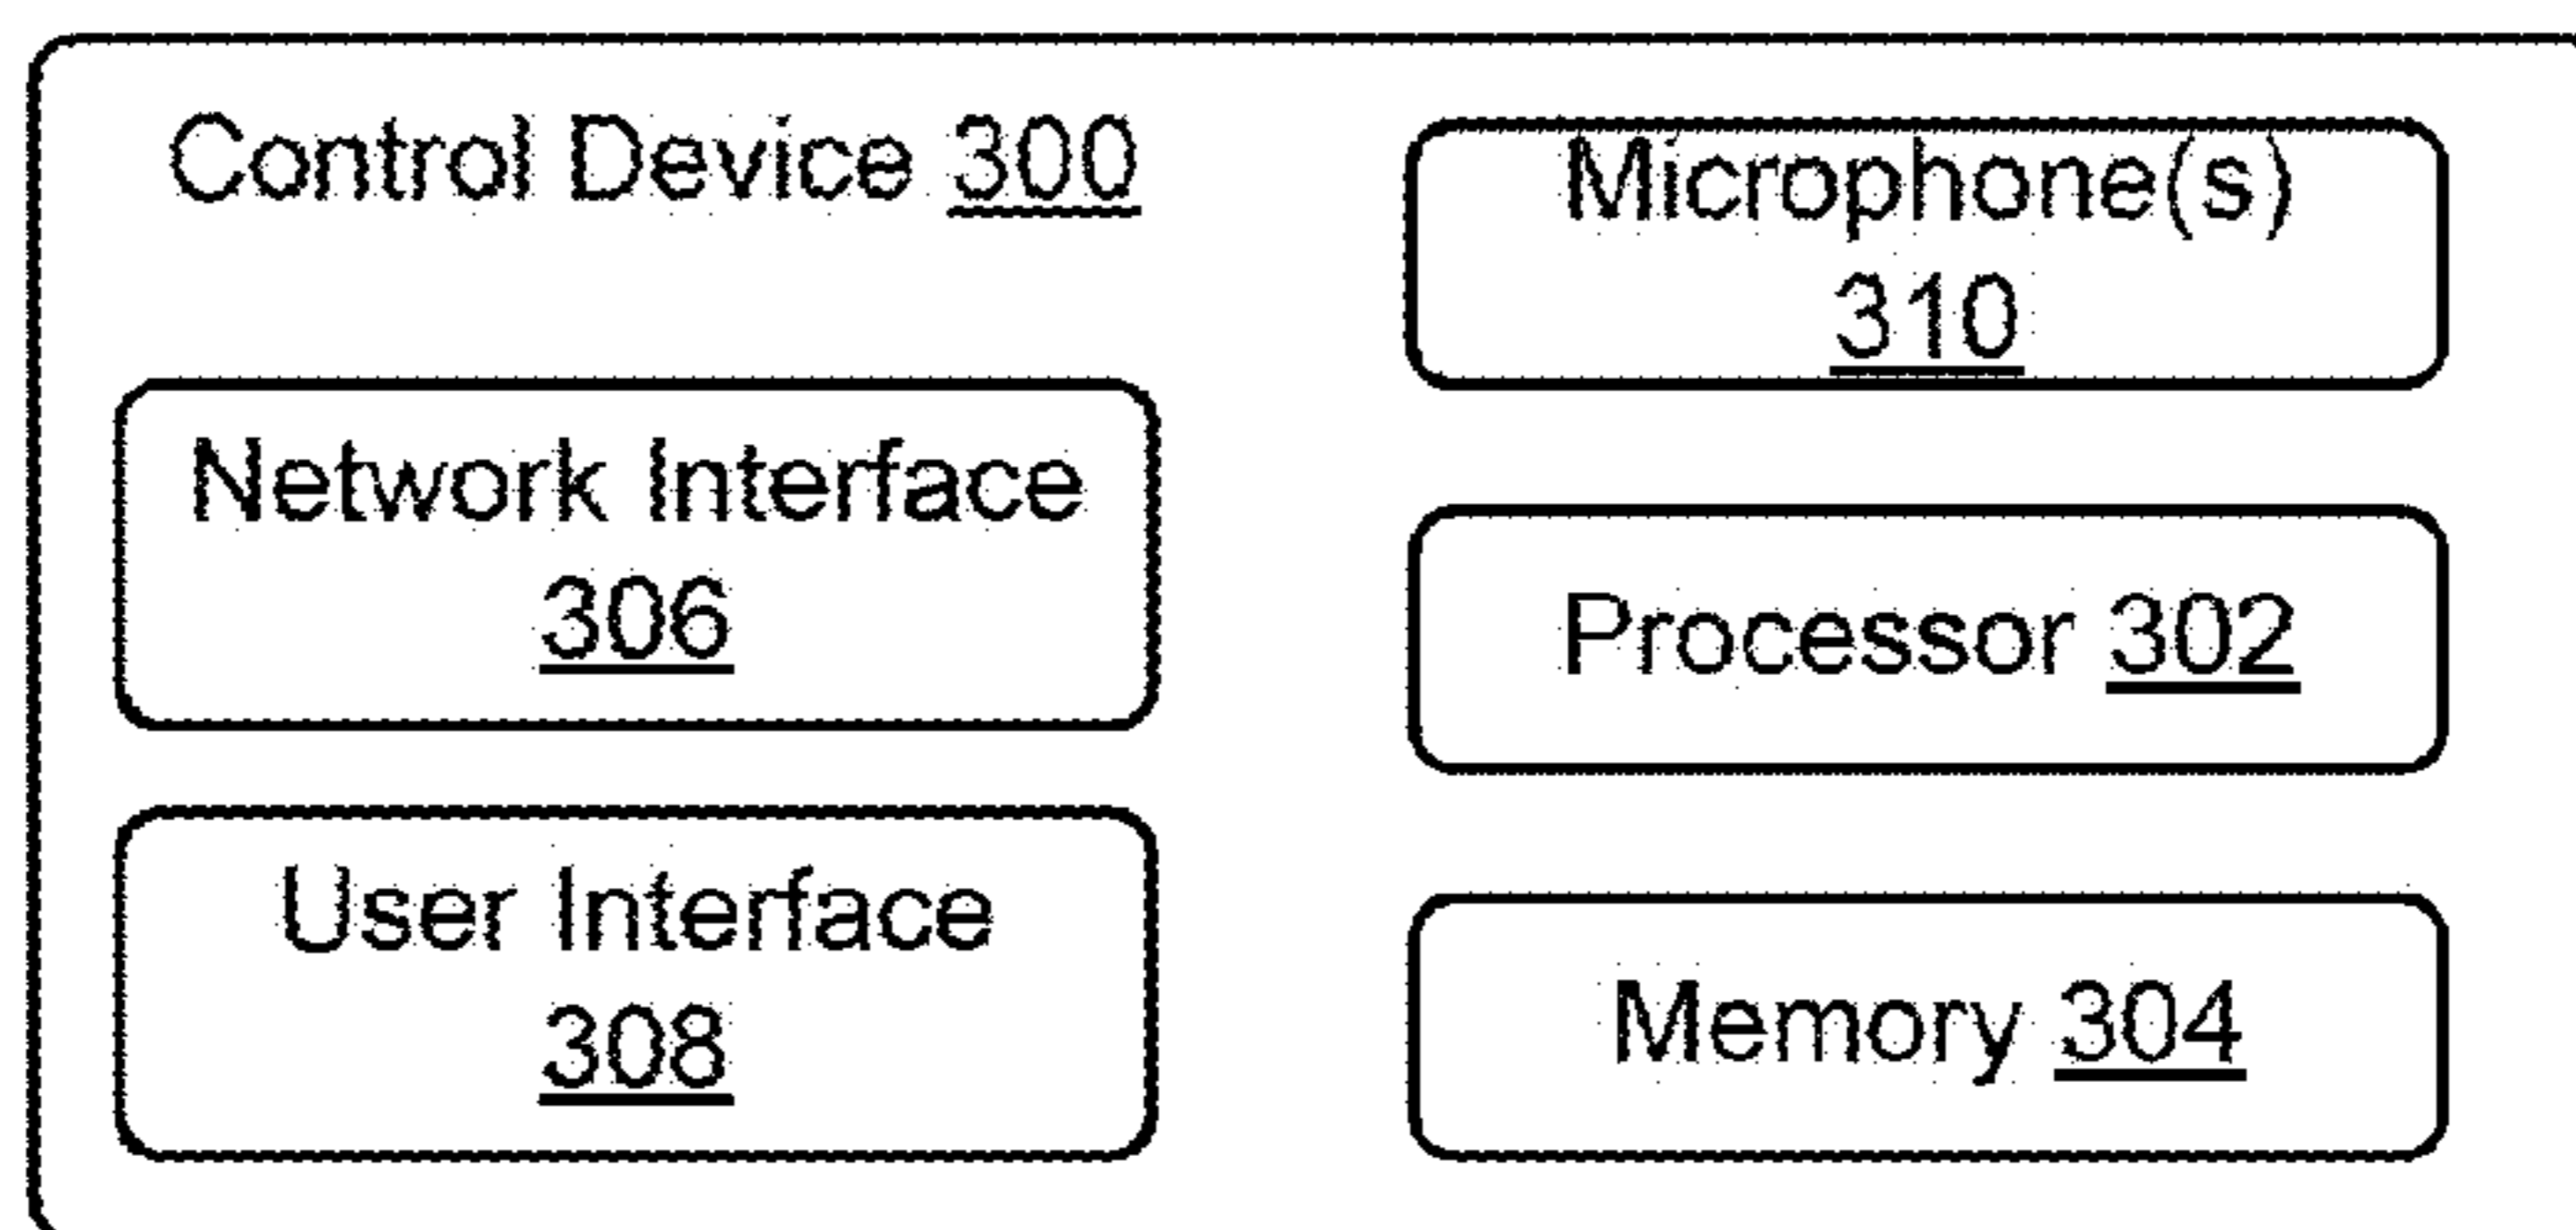 Control Device 300
Microphone(s)
310
Network Interface
306
Processor 302
User Interface
308
Memory 304